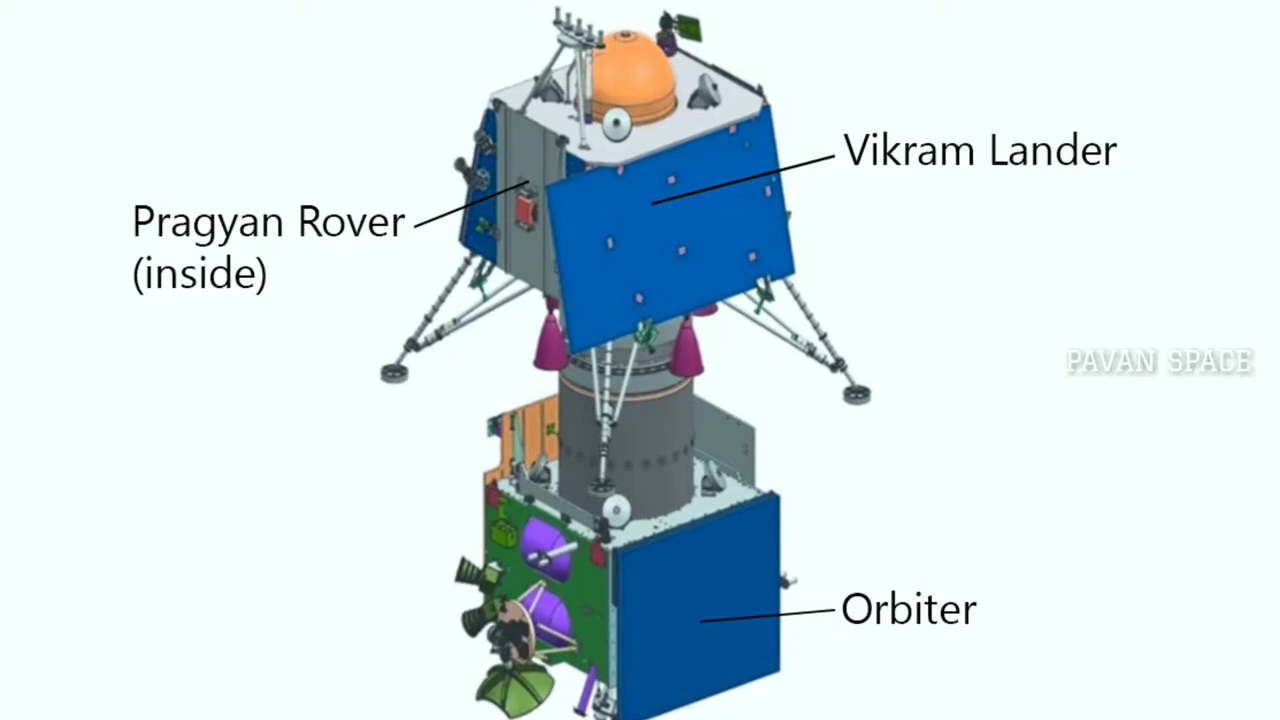 Vikram Lander
Pragyan Rover
(inside)
PAVAN SPACE
Orbiter